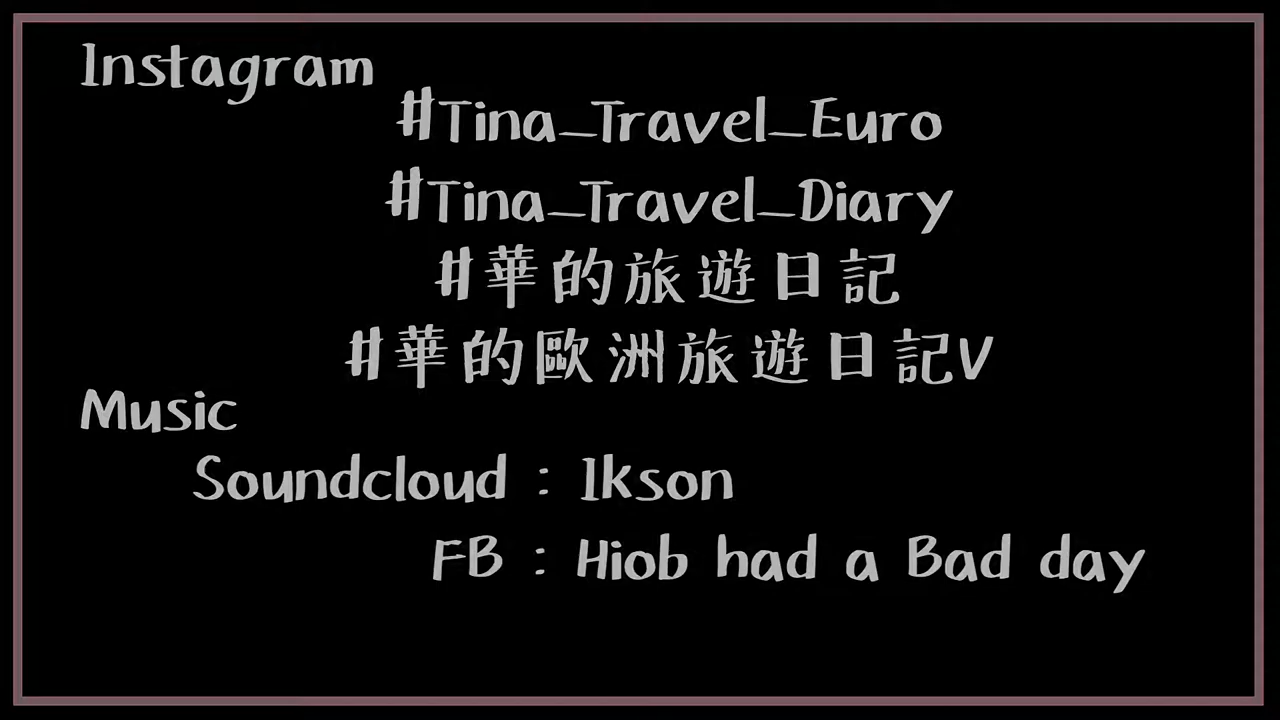 Instagram
#Tina_Travel_Euro
#Tina_Travel_Diary
#華的旅遊日記
#華的歐洲旅遊日記V
Music
Soundcloud : Ikson
FB : Hiob had a Bad day